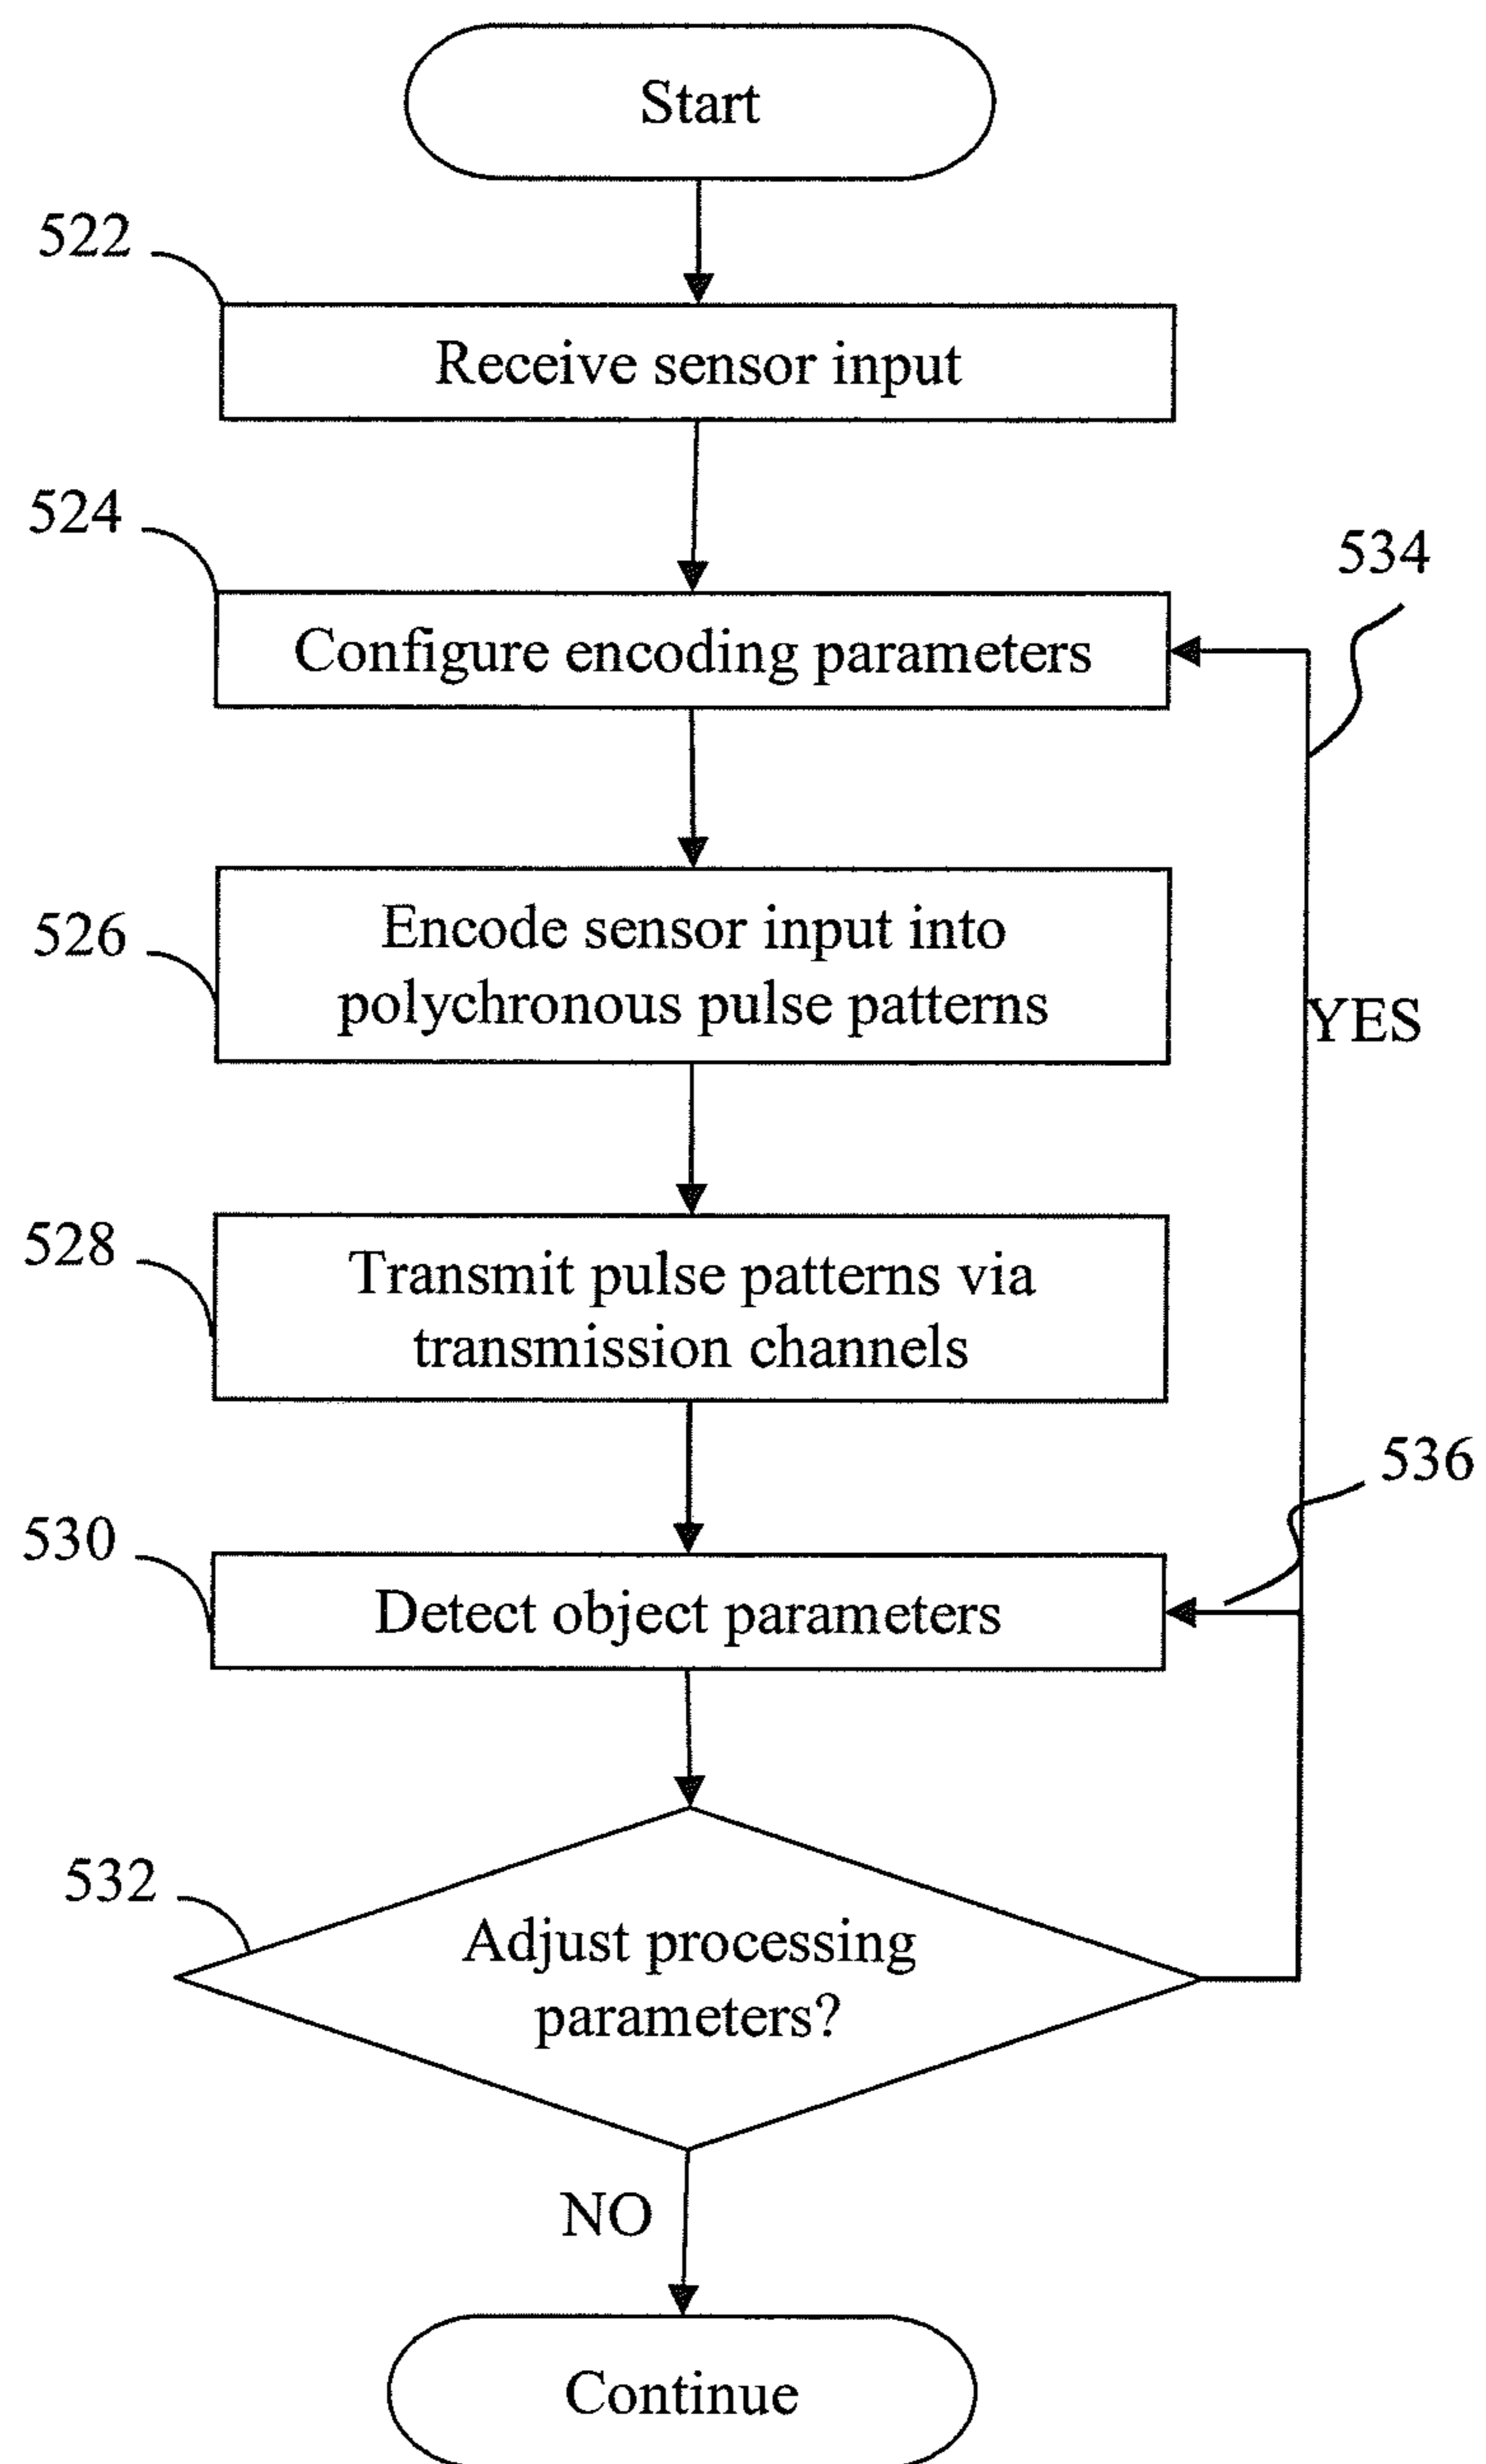 Start
522
Receive sensor input
524
534
Configure encoding parameters
526
Encode sensor input into
polychronous pulse patterns
YES
528
Transmit pulse patterns via
transmission channels
536
530
Detect object parameters
532
Adjust processing
parameters?
NO
Continue